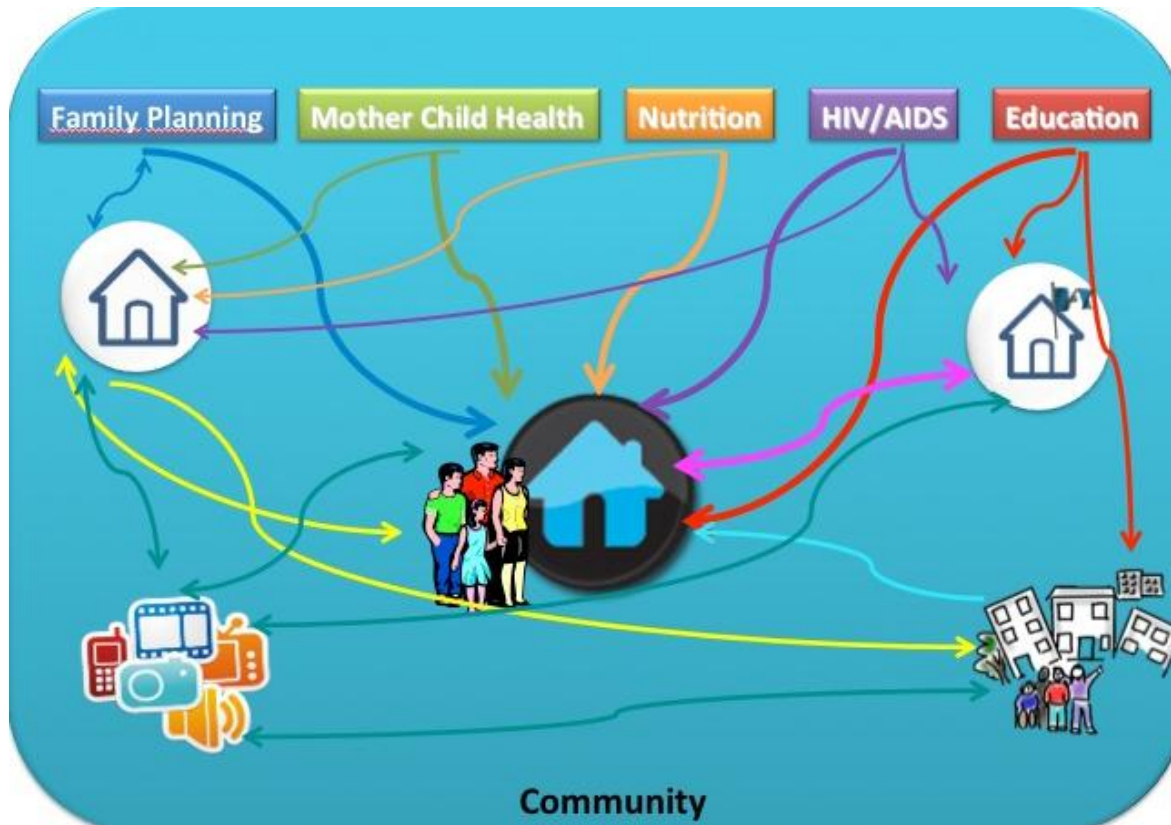 Family Planning
Mother Child Health
Nutrition
HIV/AIDS
Education
Community